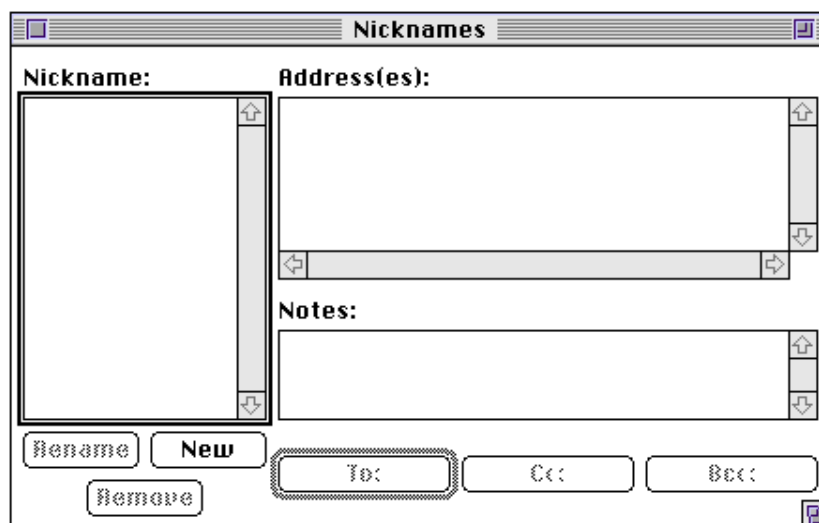 Nicknames
Nickname:
Address(es):
Notes:
Rename
New
To:
Cc:
Bcc:
Remove